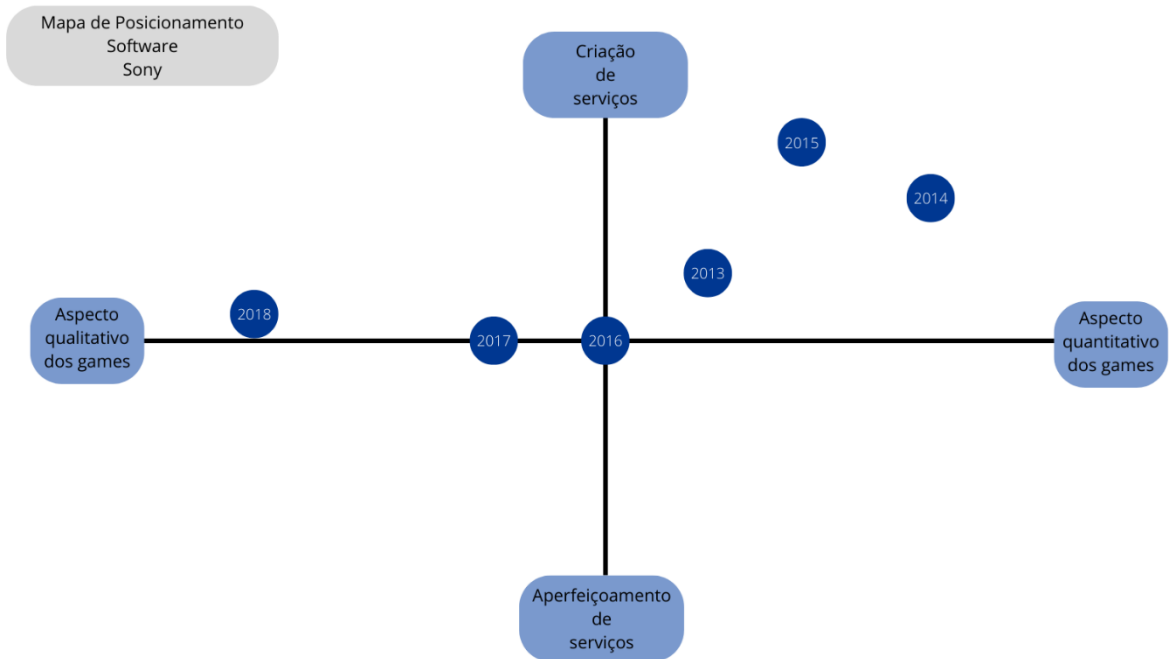 Mapa de Posicionamento
Software
Sony
Criação
de
serviços
2015
2014
2013
2018
2017
2016
Aspecto
qualitativo
dos games
Aspecto
quantitativo
dos games
Aperfeiçoamento
de
serviços